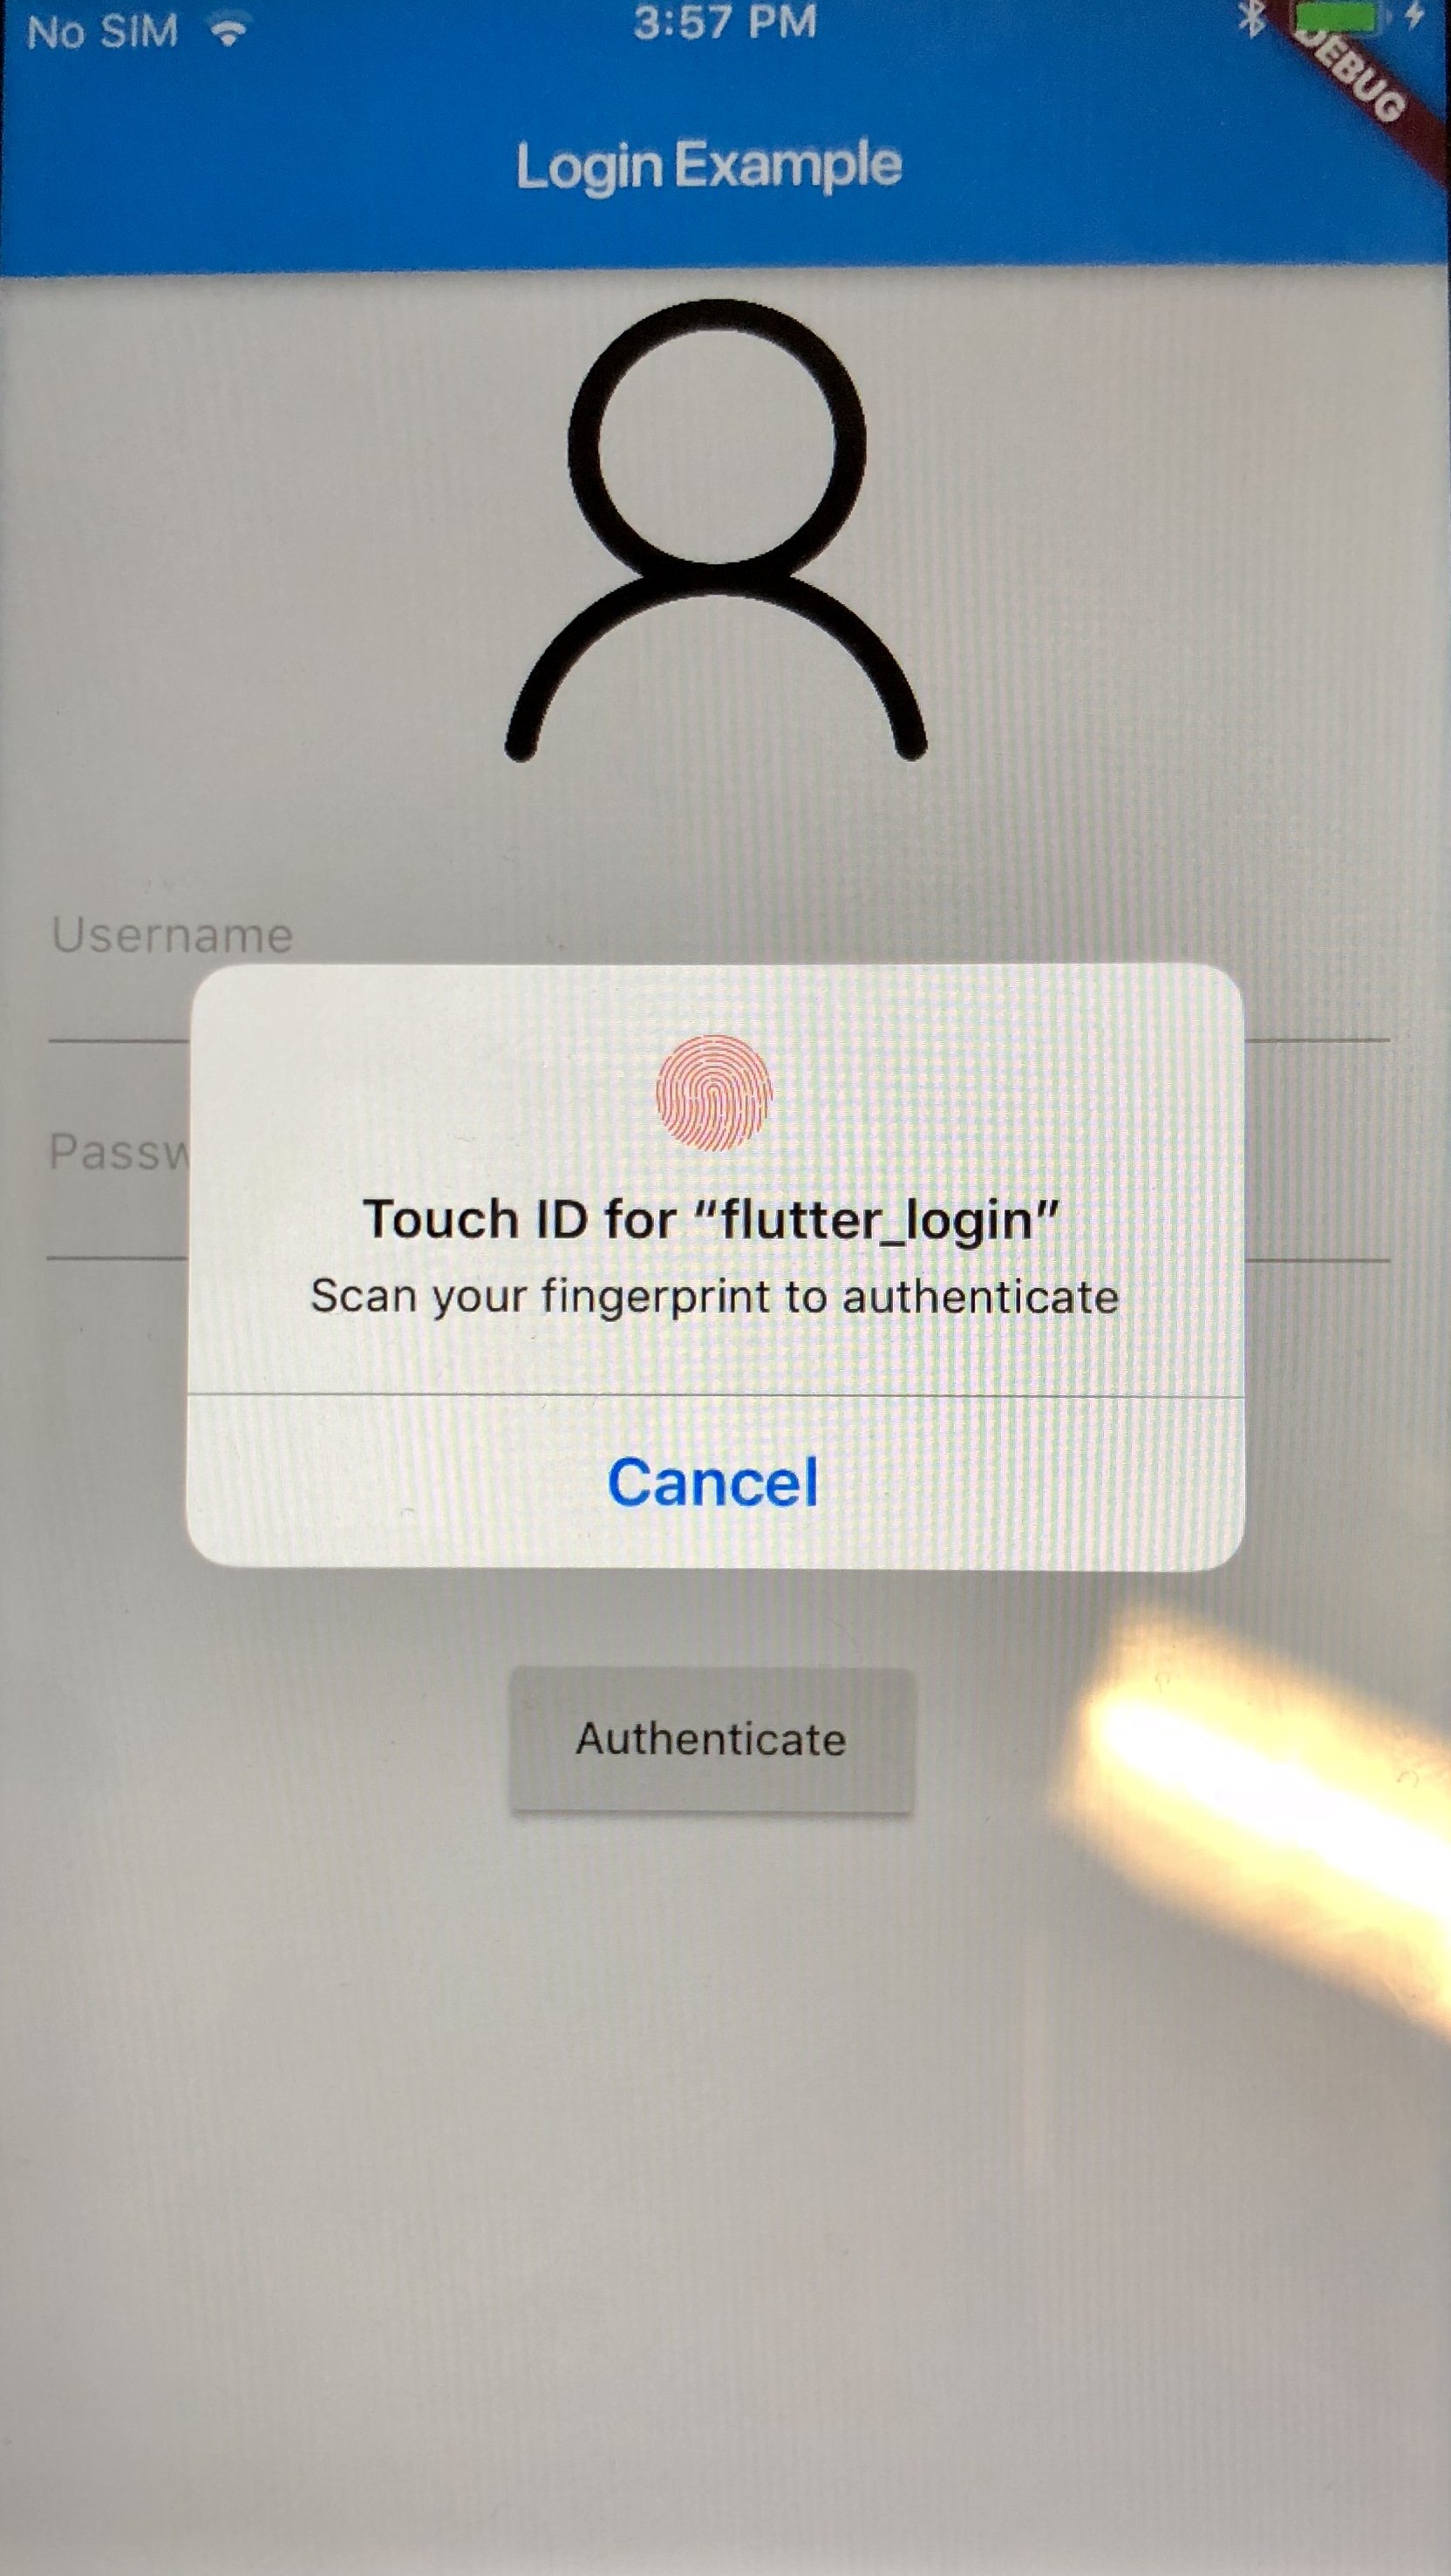 No SIM 3:57 PM
DEBUG
Login Example
Username
Passw
Touch ID for “flutter_login”
Scan your fingerprint to authenticate
Cancel
Authenticate